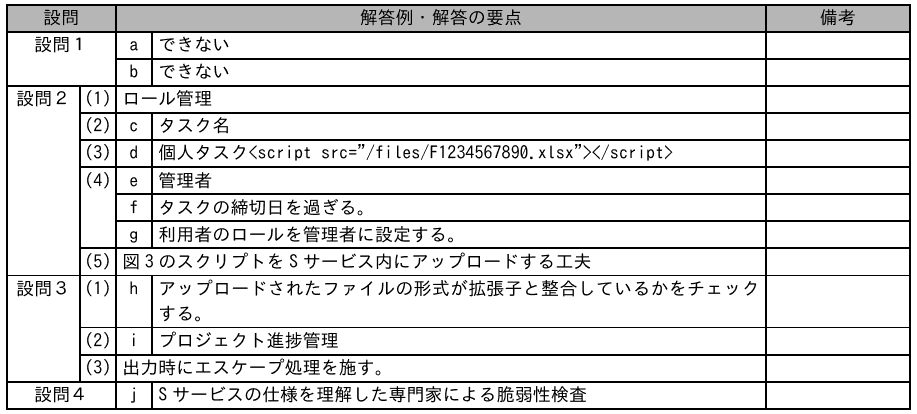 設問 解答例・解答の要点 備考
設問１ a できない
b できない
設問２ (1) ロール管理
(2) c タスク名
(3) d 個人タスク<script src="/files/F1234567890.xlsx"></script>
(4) e 管理者
f タスクの締切日を過ぎる。
g 利用者のロールを管理者に設定する。
(5) 図３のスクリプトをＳサービス内にアップロードする工夫
設問３ (1) h アップロードされたファイルの形式が拡張子と整合しているかをチェック
する。
(2) i プロジェクト進捗管理
(3) 出力時にエスケープ処理を施す。
設問４ j Ｓサービスの仕様を理解した専門家による脆弱性検査